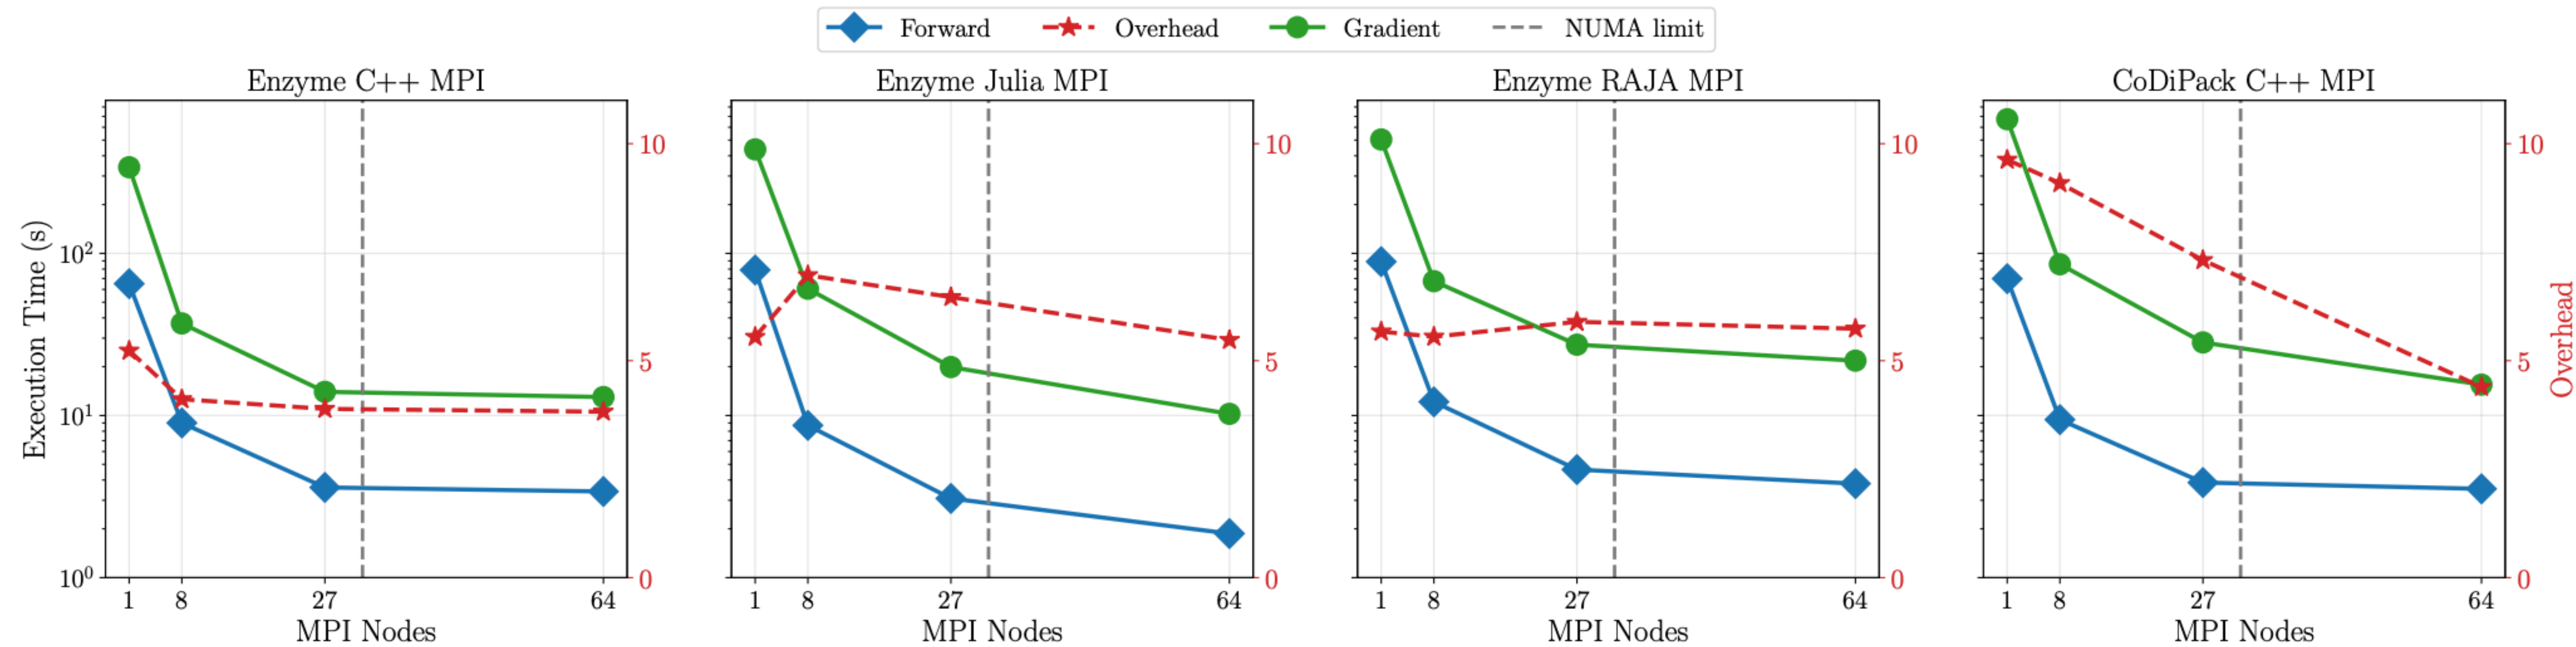 Forward Overhead Gradient NUMA limit
Enzyme C++ MPI
Enzyme Julia MPI
Enzyme RAJA MPI
CoDiPack C++ MPI
Execution Time (s)
10²
10¹
10⁰
10
5
0
1 8 27 64
MPI Nodes
10
5
0
1 8 27 64
MPI Nodes
10
5
0
1 8 27 64
MPI Nodes
10
5
0
1 8 27 64
MPI Nodes
Overhead